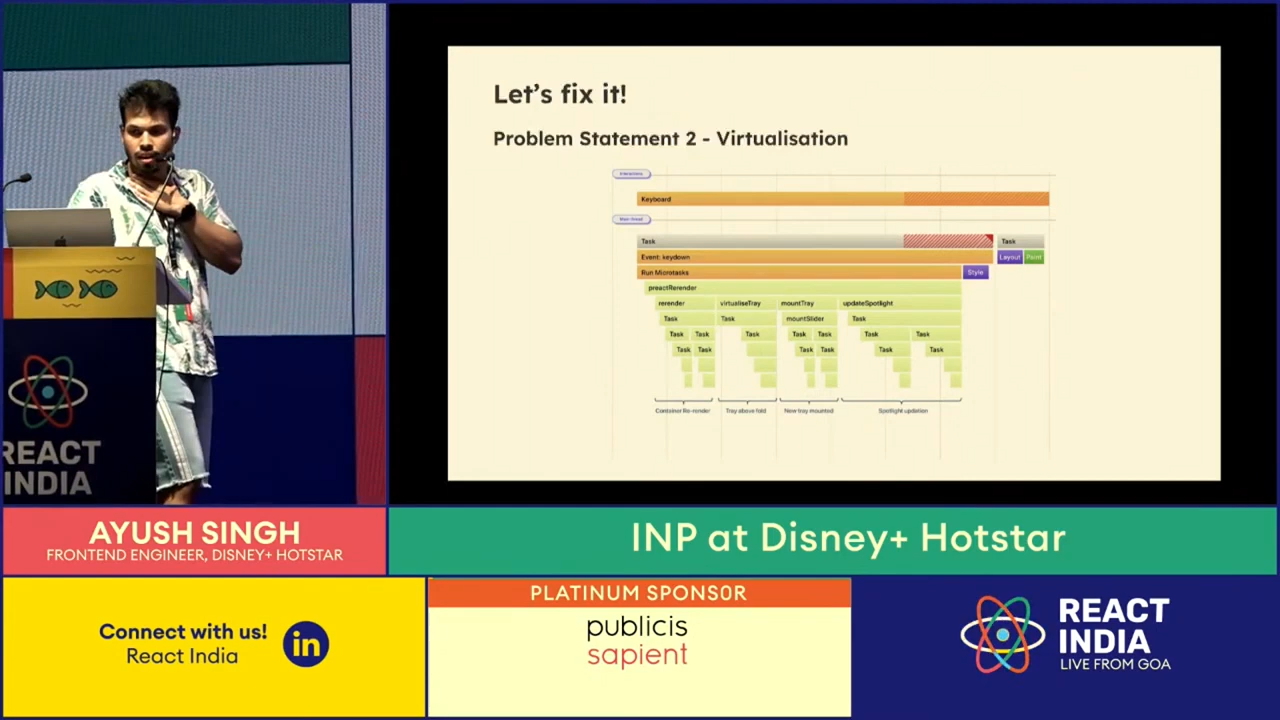 Let's fix it!
Problem Statement 2 - Virtualisation
Interactions
Keyboard
Main thread
Task
Task
Event: keydown
Layout
Paint
Run Microtasks
Style
preactRerender
rerender
virtualiseTray
mountTray
updateSpotlight
Task
Task
mountSlider
Task
Task Task
Task
Task Task
Task
Task
Task Task
Task Task
Task
Task
Container Re-render
Tray above fold
New tray mounted
Spotlight updation
REACT
INDIA
AYUSH SINGH
FRONTEND ENGINEER, DISNEY+ HOTSTAR
INP at Disney+ Hotstar
Connect with us!
React India
in
PLATINUM SPONSOR
publicis
sapient
REACT
INDIA
LIVE FROM GOA